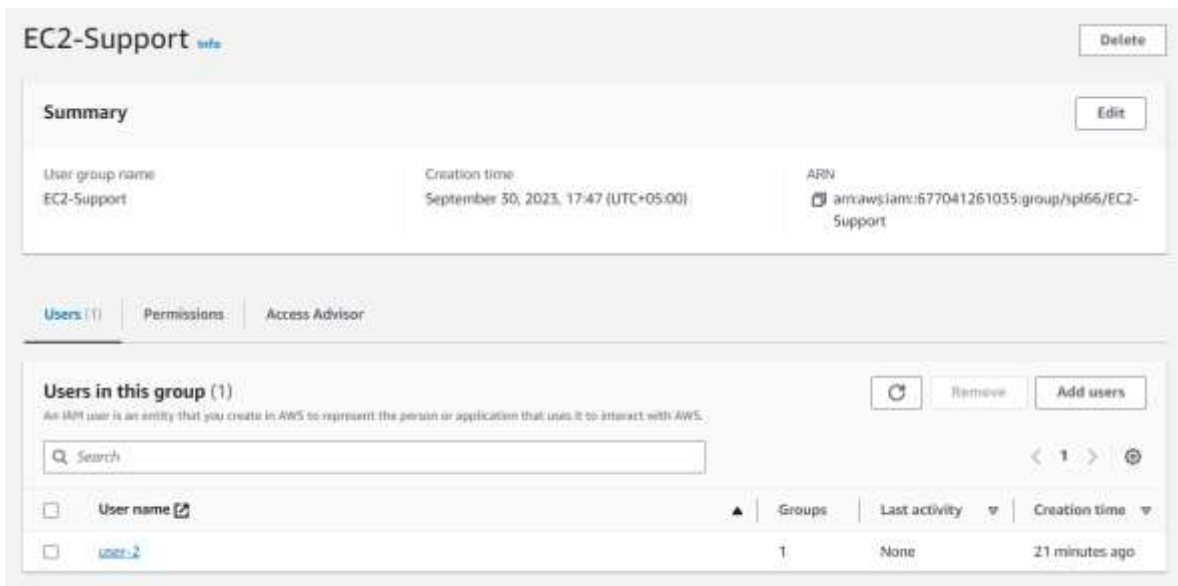 EC2-Support Info
Delete
Summary
Edit
User group name
EC2-Support
Creation time
September 30, 2023, 17:47 (UTC+05:00)
ARN
arn:aws:iam::677041261035:group/spl66/EC2-
Support
Users (1)
Permissions
Access Advisor
Users in this group (1)
Remove
Add users
An IAM user is an entity that you create in AWS to represent the person or application that uses it to interact with AWS.
Search
1
User name
Groups
Last activity
Creation time
user-2
1
None
21 minutes ago